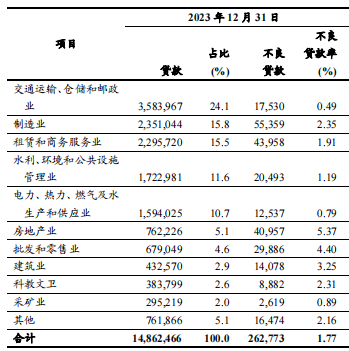 2023 年 12 月 31 日
项目 贷款 占比 (%) 不良 贷款 不良 贷款率 (%)
交通运输、仓储和邮政
业 3,583,967 24.1 17,530 0.49
制造业 2,351,044 15.8 55,359 2.35
租赁和商务服务业 2,295,720 15.5 43,958 1.91
水利、环境和公共设施
管理业 1,722,981 11.6 20,493 1.19
电力、热力、燃气及水
生产和供应业 1,594,025 10.7 12,537 0.79
房地产业 762,226 5.1 40,957 5.37
批发和零售业 679,049 4.6 29,886 4.40
建筑业 432,570 2.9 14,078 3.25
科教文卫 383,799 2.6 8,882 2.31
采矿业 295,219 2.0 2,619 0.89
其他 761,866 5.1 16,474 2.16
合计 14,862,466 100.0 262,773 1.77